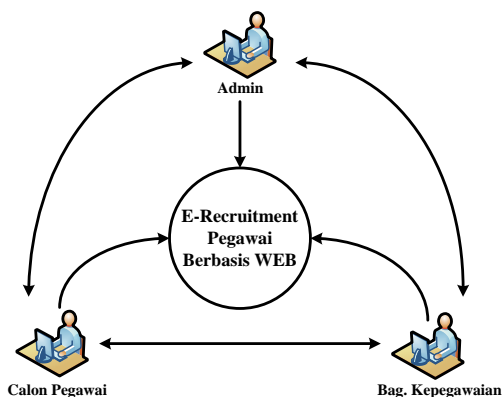 Admin
E-Recruitment
Pegawai
Berbasis WEB
Calon Pegawai
Bag. Kepegawaian